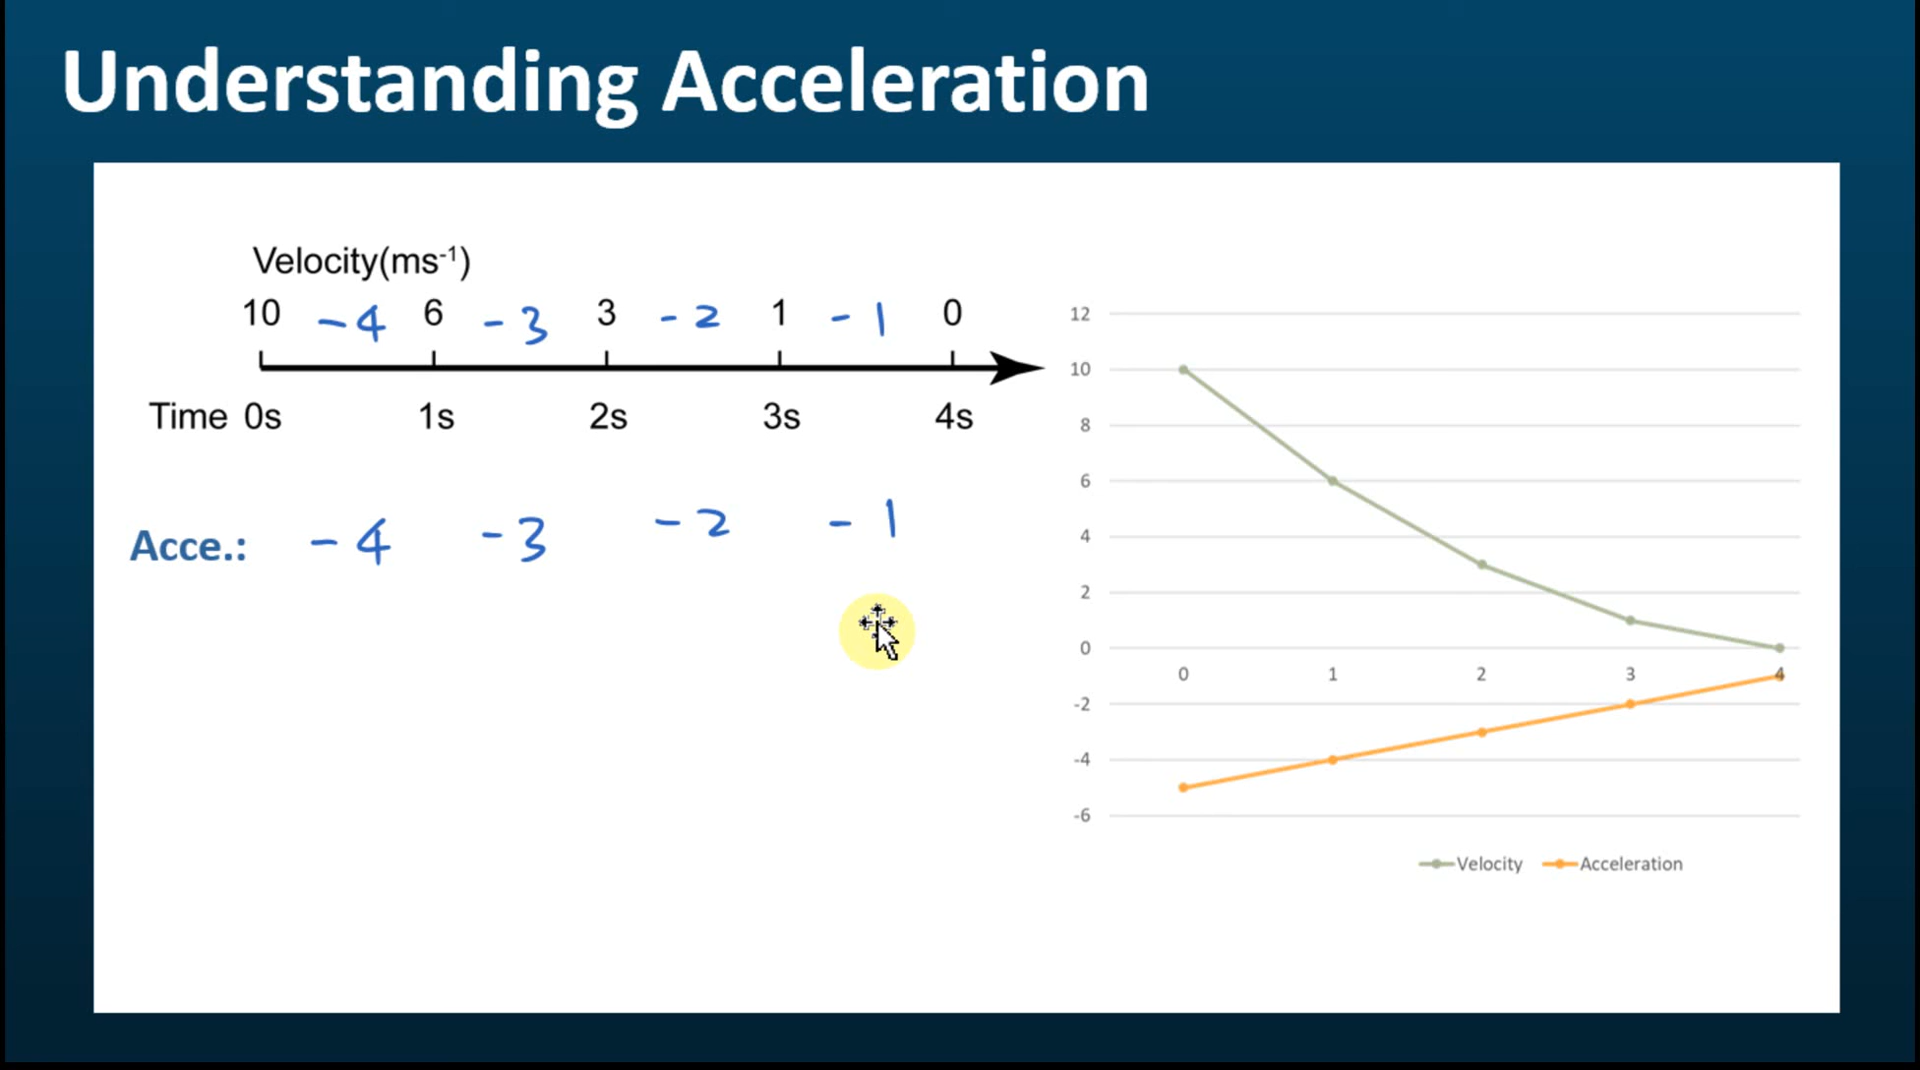 Understanding Acceleration
Velocity(ms⁻¹)
10 -4 6 -3 3 -2 1 -1 0
Time 0s 1s 2s 3s 4s
Acce.: -4 -3 -2 -1
12
10
8
6
4
2
0
0 1 2 3 4
-2
-4
-6
Velocity Acceleration